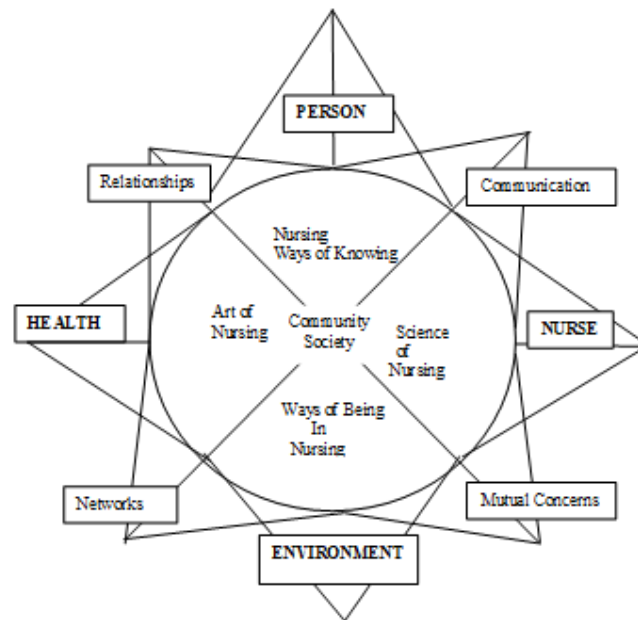 PERSON
Relationships
Communication
Nursing
Ways of Knowing
HEALTH
Art of
Nursing
Community
Society
Science
of
Nursing
NURSE
Ways of Being
In
Nursing
Networks
Mutual Concerns
ENVIRONMENT